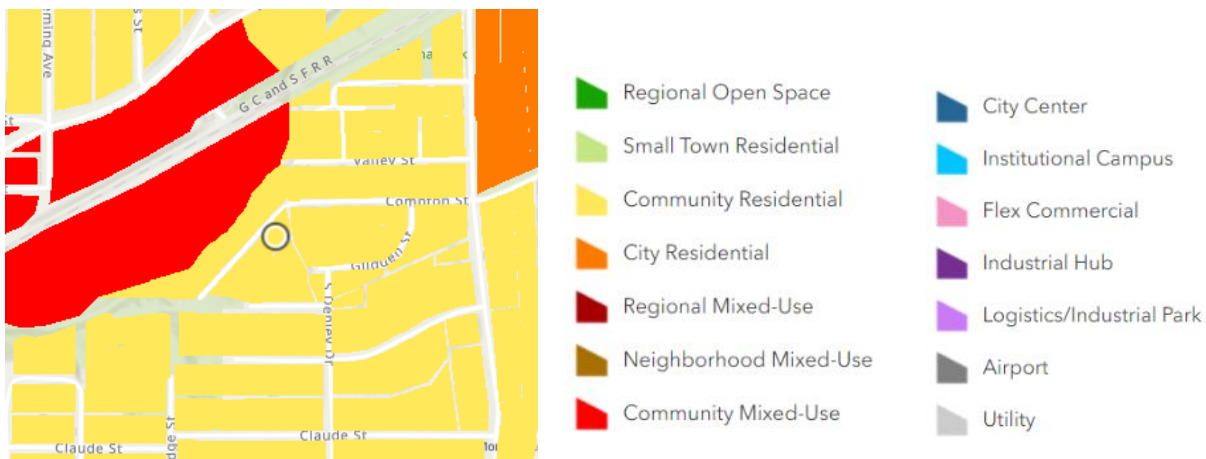 G C and S F R R
Valley St
Compton St
Glidden St
S Denley Dr
Claude St
Claude St
Regional Open Space
Small Town Residential
Community Residential
City Residential
Regional Mixed-Use
Neighborhood Mixed-Use
Community Mixed-Use
City Center
Institutional Campus
Flex Commercial
Industrial Hub
Logistics/Industrial Park
Airport
Utility